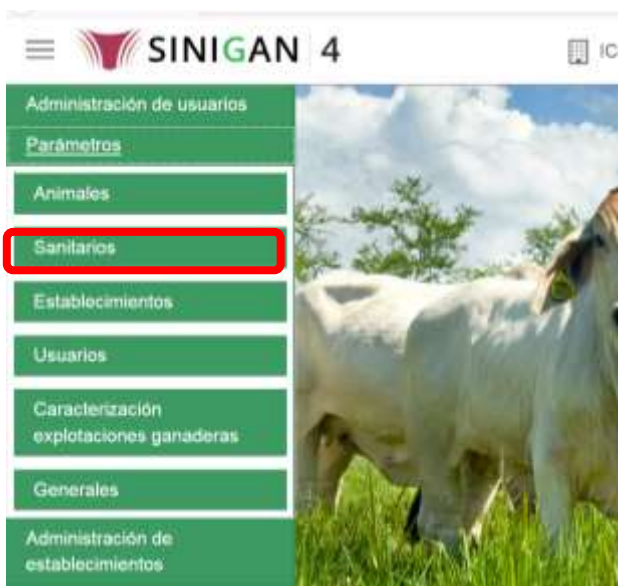 SINIGAN 4
IC
Administración de usuarios
Parámetros
Animales
Sanitarios
Establecimientos
Usuarios
Caracterización
explotaciones ganaderas
Generales
Administración de
establecimientos